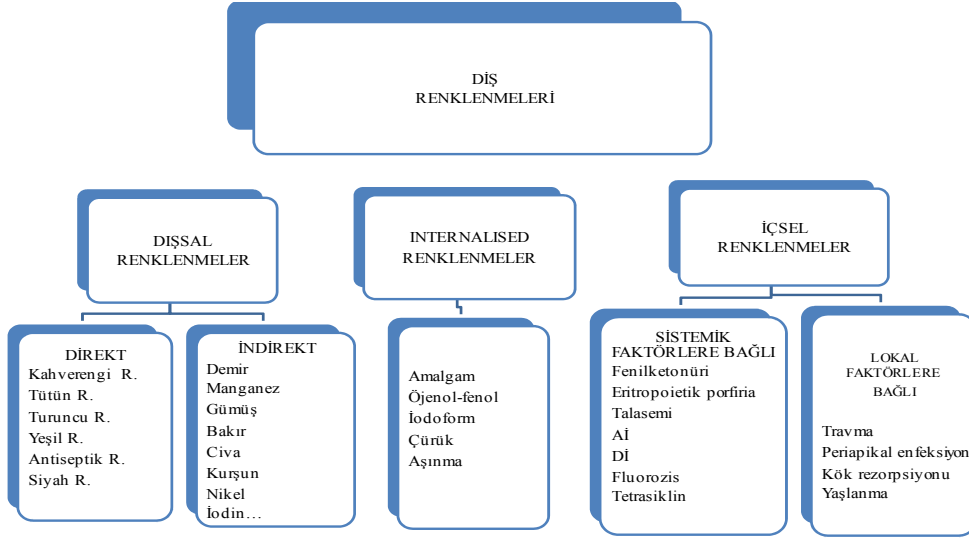 DİŞ
RENKLENMELERİ
DIŞSAL
RENKLENMELER
DİREKT
Kahverengi R.
Tütün R.
Turuncu R.
Yeşil R.
Antiseptik R.
Siyah R.
İNDİREKT
Demir
Manganez
Gümüş
Bakır
Civa
Kurşun
Nikel
İodin…
INTERNALISED
RENKLENMELER
Amalgam
Öjenol-fenol
İodoform
Çürük
Aşınma
İÇSEL
RENKLENMELER
SİSTEMİK
FAKTÖRLERE BAĞLI
Fenilketonüri
Eritropoietik porfiria
Talasemi
Aİ
Dİ
Fluorozis
Tetrasiklin
LOKAL
FAKTÖRLERE
BAĞLI
Travma
Periapikal enfeksiyon
Kök rezorpsiyonu
Yaşlanma